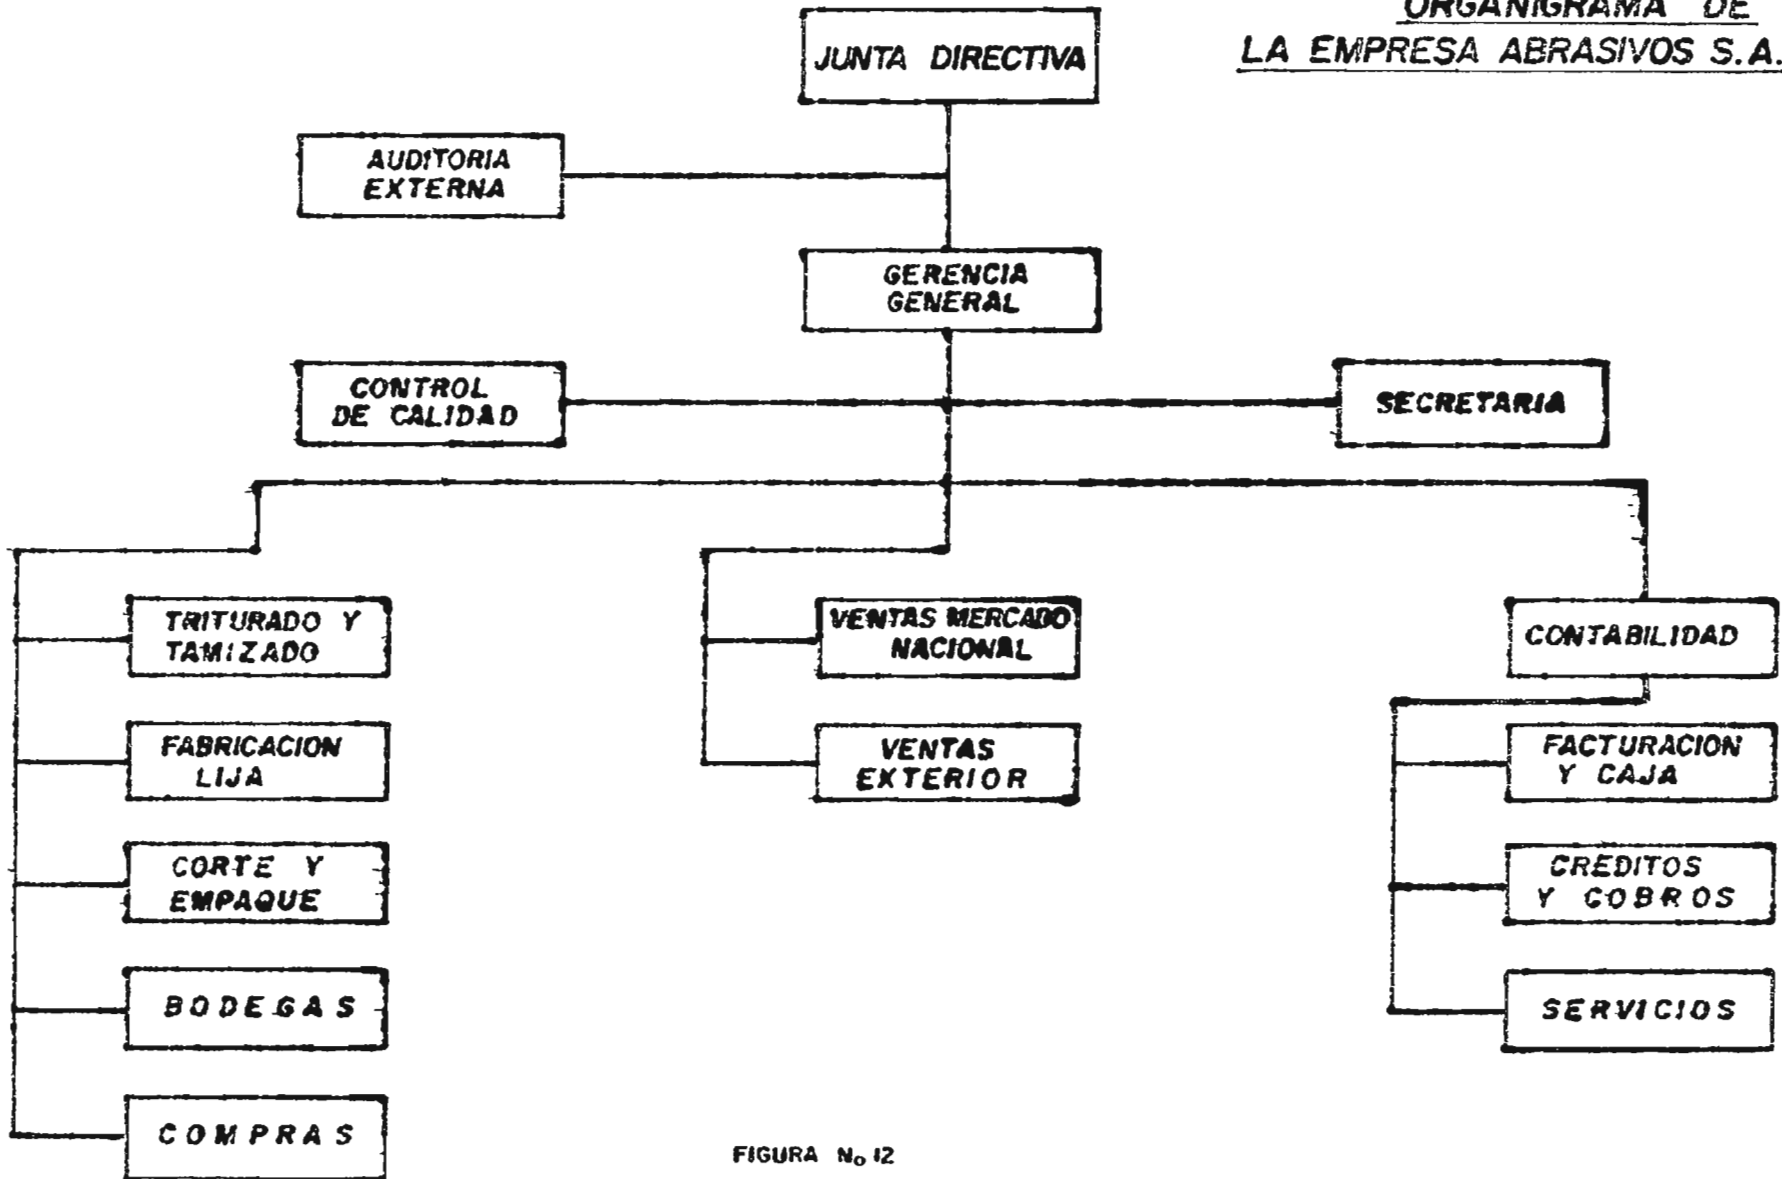 ORGANIGRAMA DE
LA EMPRESA ABRASIVOS S.A.
JUNTA DIRECTIVA
AUDITORIA
EXTERNA
GERENCIA
GENERAL
CONTROL
DE CALIDAD
SECRETARIA
TRITURADO Y
TAMIZADO
FABRICACION
LIJA
CORTE Y
EMPAQUE
BODEGAS
COMPRAS
VENTAS MERCADO
NACIONAL
VENTAS
EXTERIOR
CONTABILIDAD
FACTURACION
Y CAJA
CREDITOS
Y COBROS
SERVICIOS
FIGURA No 12